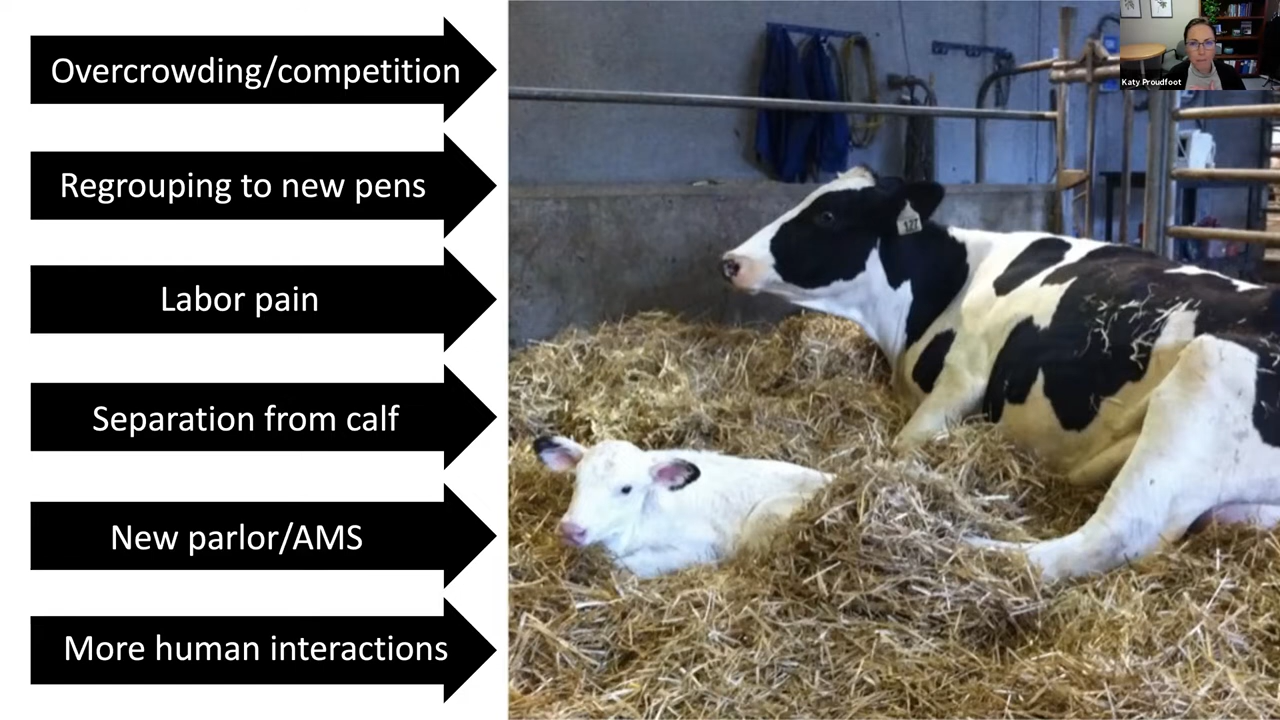 Overcrowding/competition
Regrouping to new pens
Labor pain
Separation from calf
New parlor/AMS
More human interactions
127
Katy Proudfoot